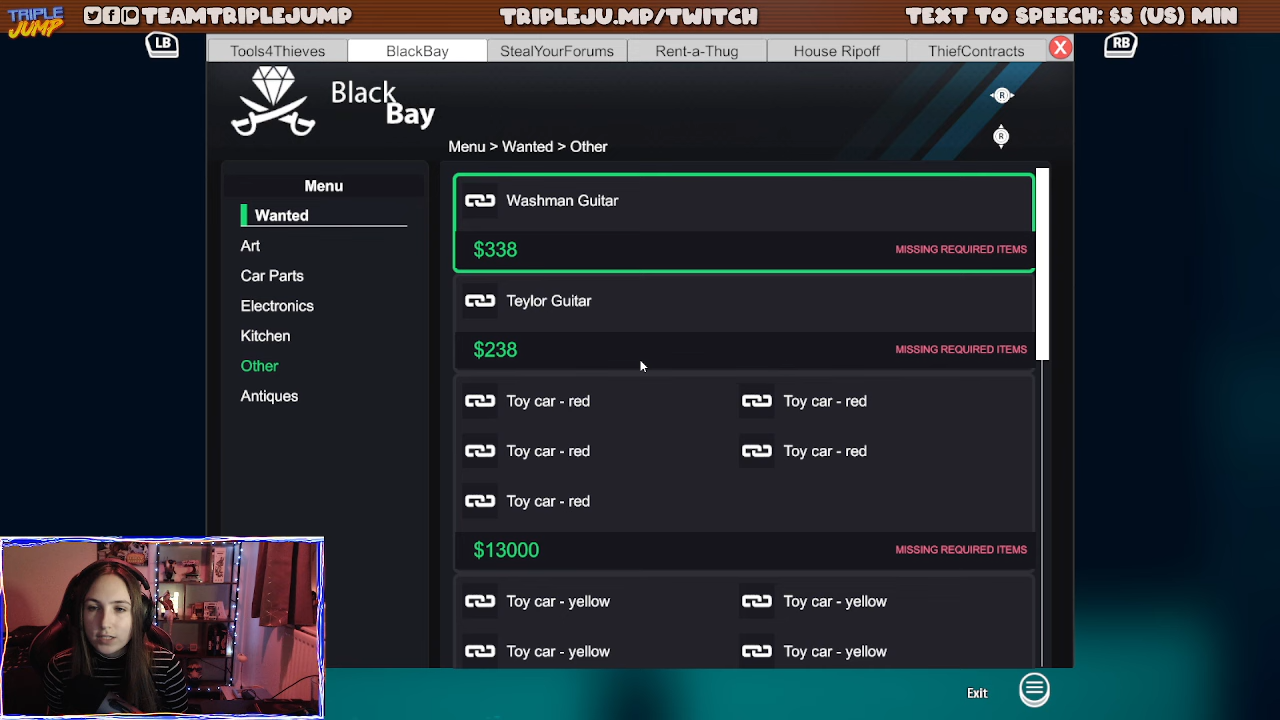 TRIPLE JUMP
TEAMTRIPLEJUMP
TRIPLEJU.MP/TWITCH
TEXT TO SPEECH: $5 (US) MIN
LB
Tools4Thieves
BlackBay
StealYourForums
Rent-a-Thug
House Ripoff
ThiefContracts
X
RB
Black
Bay
R
R
Menu > Wanted > Other
Menu
Wanted
Art
Car Parts
Electronics
Kitchen
Other
Antiques
Washman Guitar
$338 MISSING REQUIRED ITEMS
Teylor Guitar
$238 MISSING REQUIRED ITEMS
Toy car - red Toy car - red
Toy car - red Toy car - red
Toy car - red
$13000 MISSING REQUIRED ITEMS
Toy car - yellow Toy car - yellow
Toy car - yellow Toy car - yellow
TRIPLE JUMP
Exit